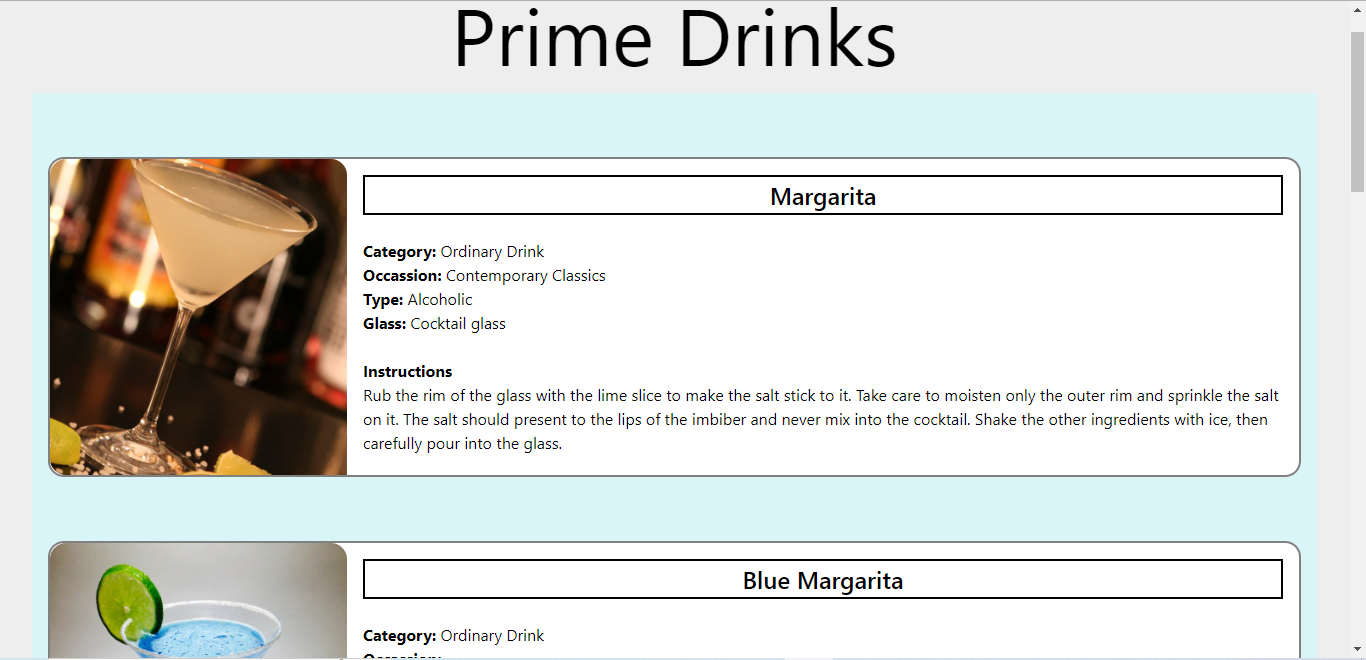 Prime Drinks
Margarita
Category: Ordinary Drink
Occassion: Contemporary Classics
Type: Alcoholic
Glass: Cocktail glass
Instructions
Rub the rim of the glass with the lime slice to make the salt stick to it. Take care to moisten only the outer rim and sprinkle the salt
on it. The salt should present to the lips of the imbiber and never mix into the cocktail. Shake the other ingredients with ice, then
carefully pour into the glass.
Blue Margarita
Category: Ordinary Drink